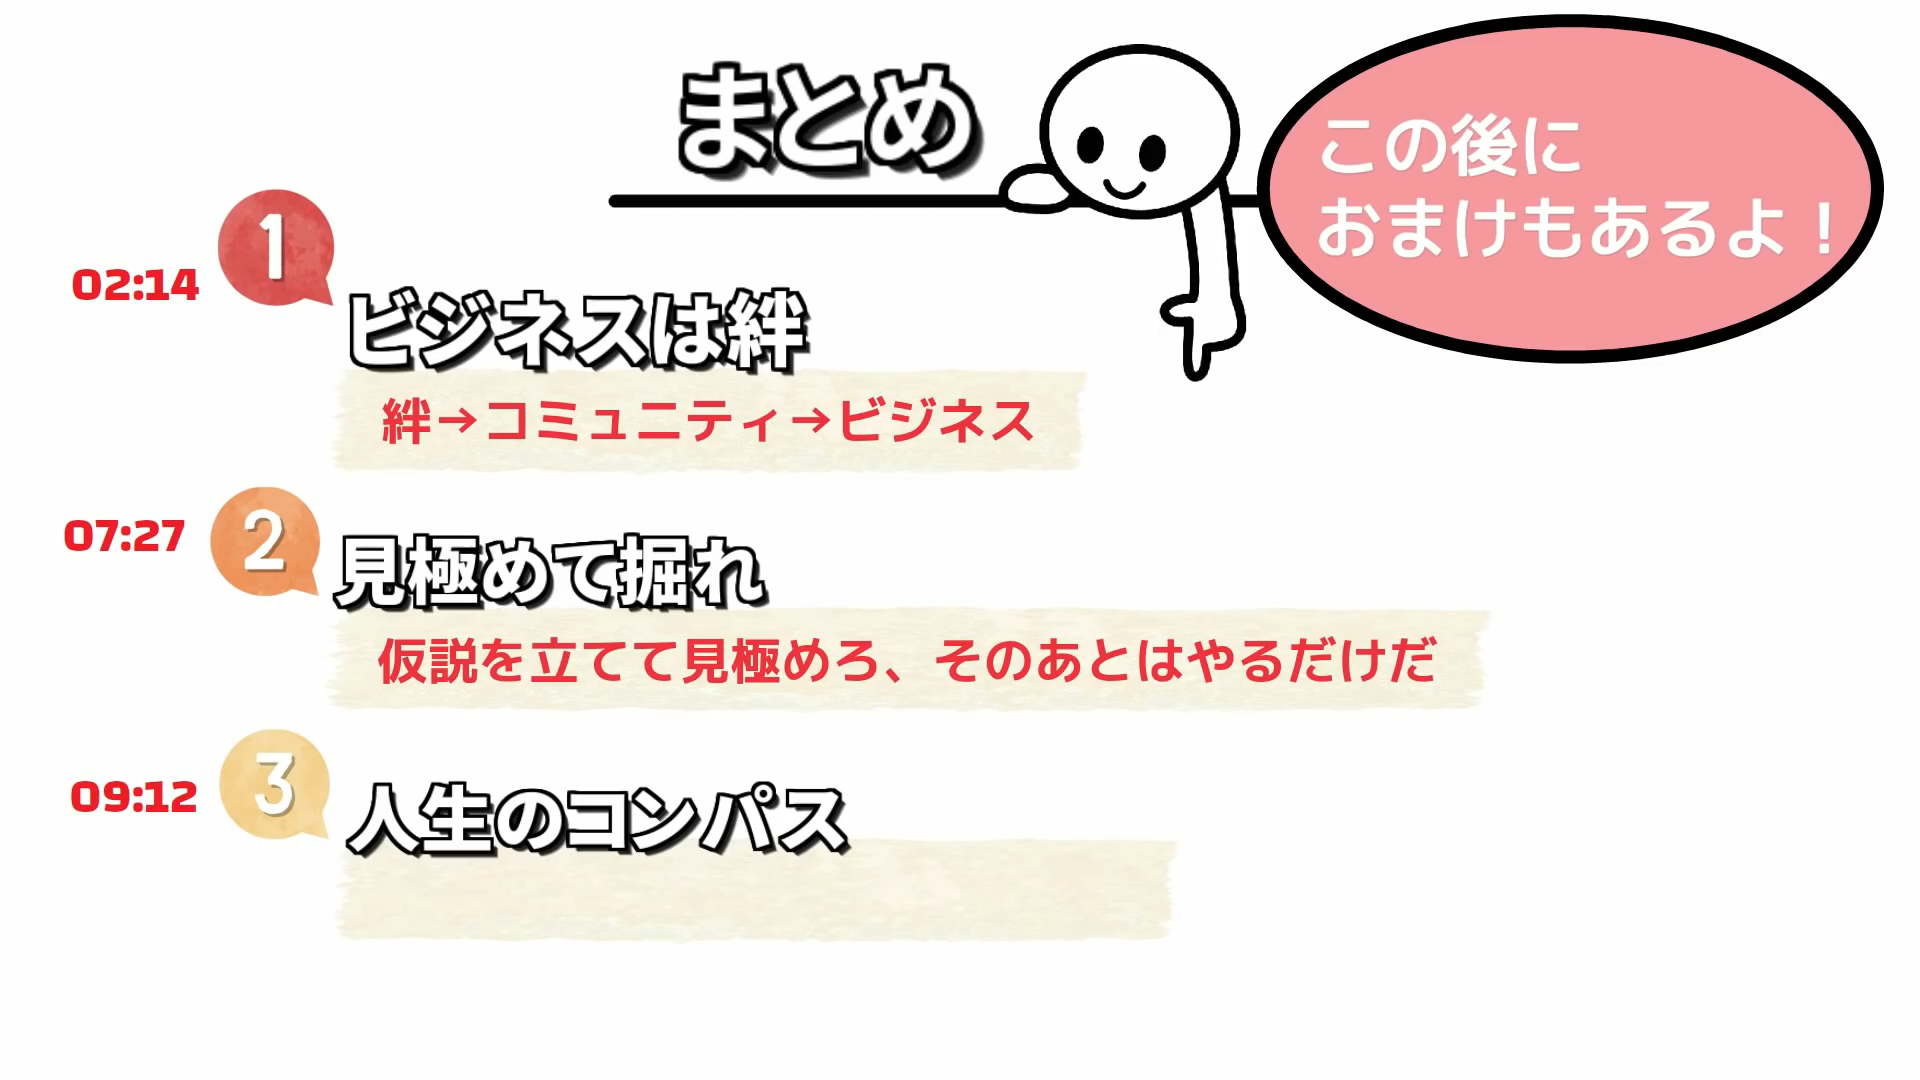 まとめ
この後に
おまけもあるよ！
1
02:14
ビジネスは絆
絆→コミュニティ→ビジネス
2
07:27
見極めて掘れ
仮説を立てて見極めろ、そのあとはやるだけだ
3
09:12
人生のコンパス